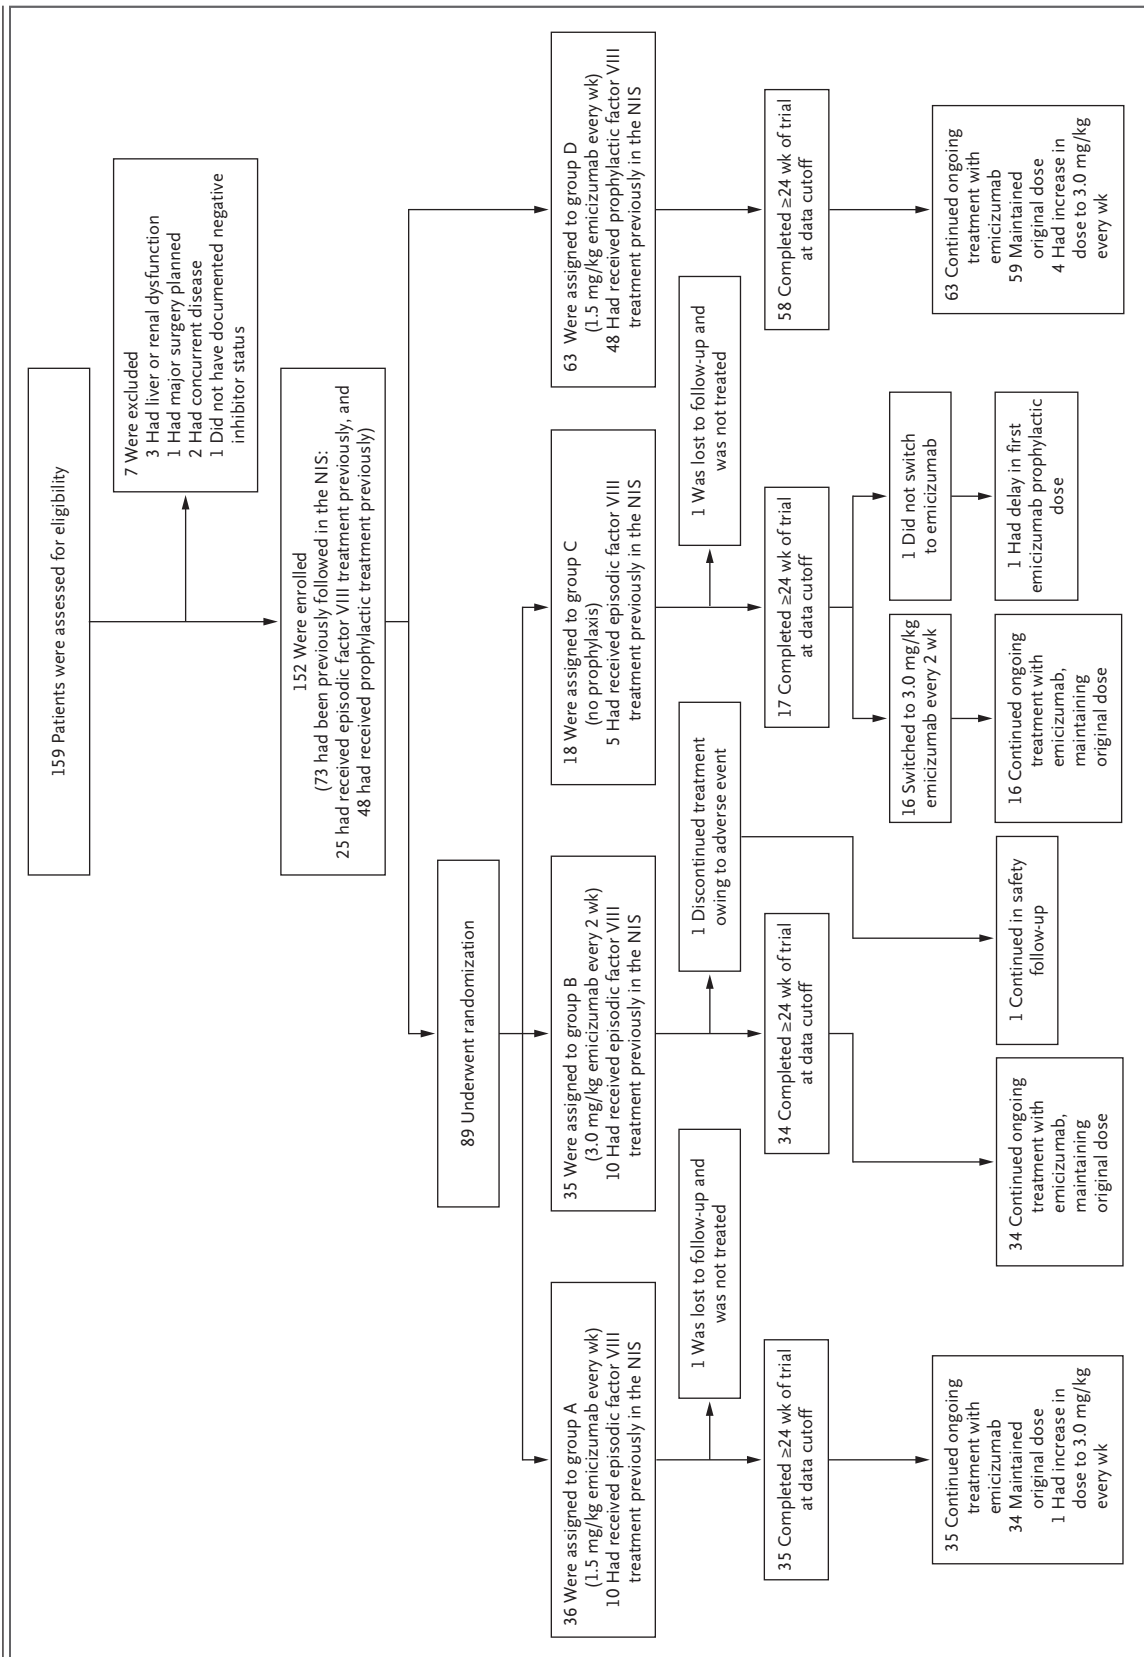 159 Patients were assessed for eligibility
7 Were excluded
3 Had liver or renal dysfunction
1 Had major surgery planned
2 Had concurrent disease
1 Did not have documented negative
inhibitor status
152 Were enrolled
(73 had been previously followed in the NIS:
25 had received episodic factor VIII treatment previously, and
48 had received prophylactic treatment previously)
89 Underwent randomization
36 Were assigned to group A
(1.5 mg/kg emicizumab every wk)
10 Had received episodic factor VIII
treatment previously in the NIS
35 Were assigned to group B
(3.0 mg/kg emicizumab every 2 wk)
10 Had received episodic factor VIII
treatment previously in the NIS
18 Were assigned to group C
(no prophylaxis)
5 Had received episodic factor VIII
treatment previously in the NIS
63 Were assigned to group D
(1.5 mg/kg emicizumab every wk)
48 Had received prophylactic factor VIII
treatment previously in the NIS
1 Was lost to follow-up and
was not treated
1 Discontinued treatment
owing to adverse event
1 Was lost to follow-up and
was not treated
35 Completed ≥24 wk of trial
at data cutoff
34 Completed ≥24 wk of trial
at data cutoff
17 Completed ≥24 wk of trial
at data cutoff
58 Completed ≥24 wk of trial
at data cutoff
16 Switched to 3.0 mg/kg
emicizumab every 2 wk
1 Did not switch
to emicizumab
35 Continued ongoing
treatment with
emicizumab
34 Maintained
original dose
1 Had increase in
dose to 3.0 mg/kg
every wk
34 Continued ongoing
treatment with
emicizumab,
maintaining
original dose
1 Continued in safety
follow-up
16 Continued ongoing
treatment with
emicizumab,
maintaining
original dose
1 Had delay in first
emicizumab prophylactic
dose
63 Continued ongoing
treatment with
emicizumab
59 Maintained
original dose
4 Had increase in
dose to 3.0 mg/kg
every wk